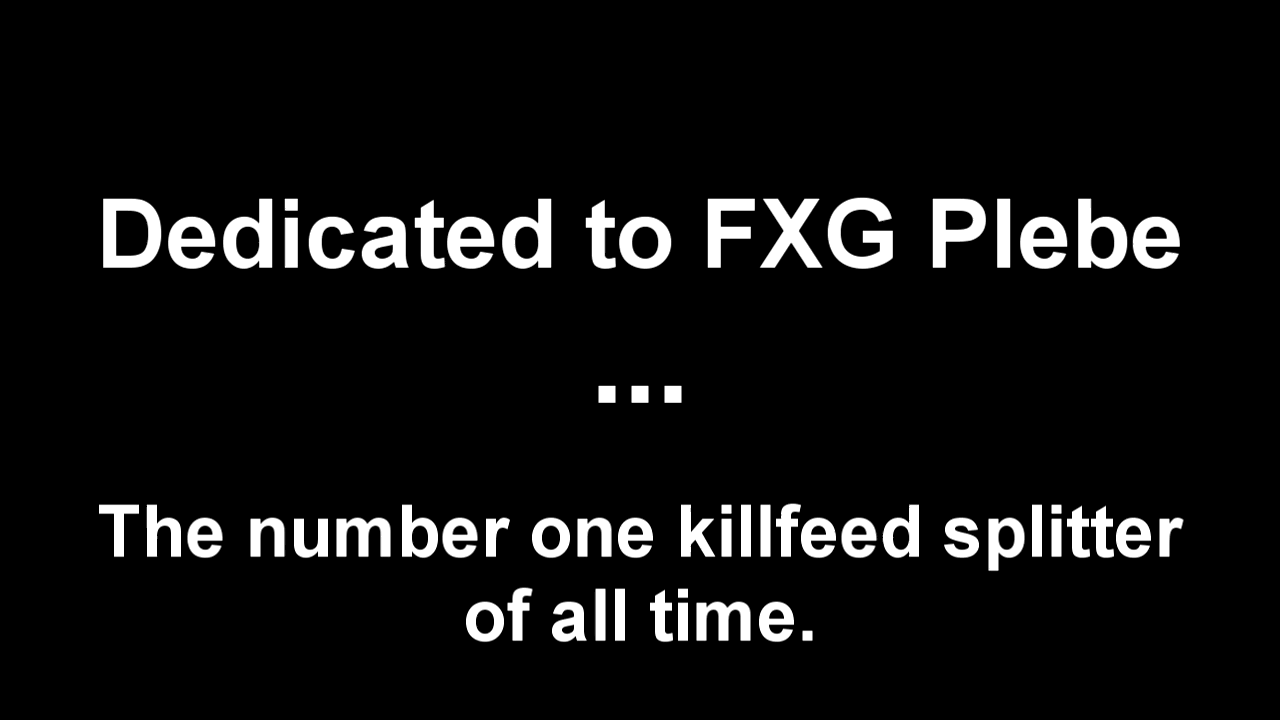 Dedicated to FXG Plebe
...
The number one killfeed splitter
of all time.